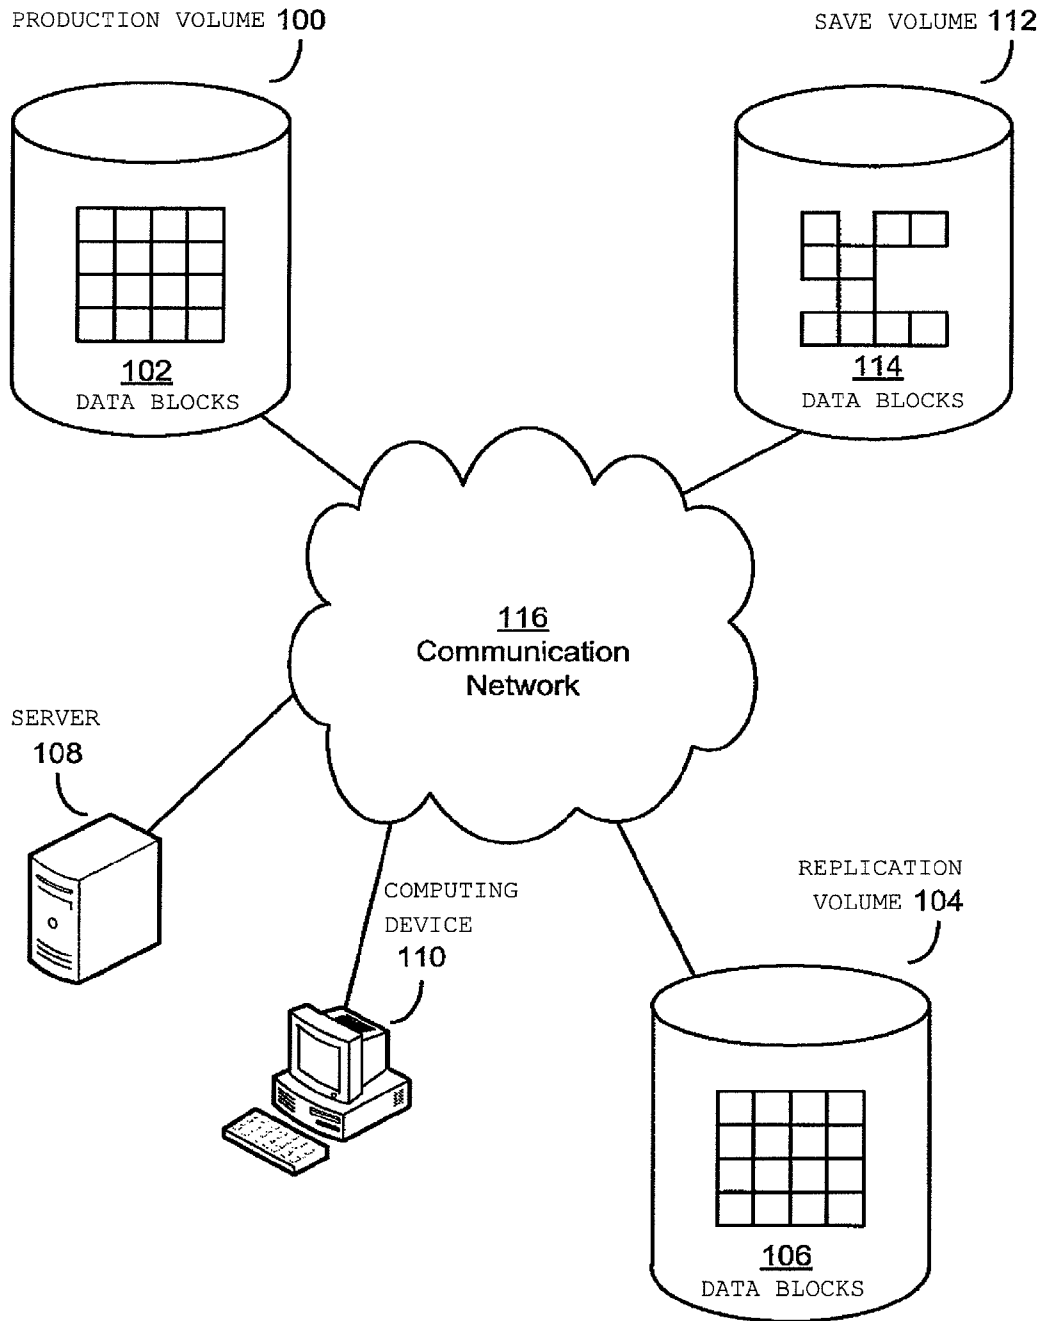 PRODUCTION VOLUME 100
SAVE VOLUME 112
102
DATA BLOCKS
114
DATA BLOCKS
116
Communication
Network
SERVER
108
COMPUTING
DEVICE
110
REPLICATION
VOLUME 104
106
DATA BLOCKS